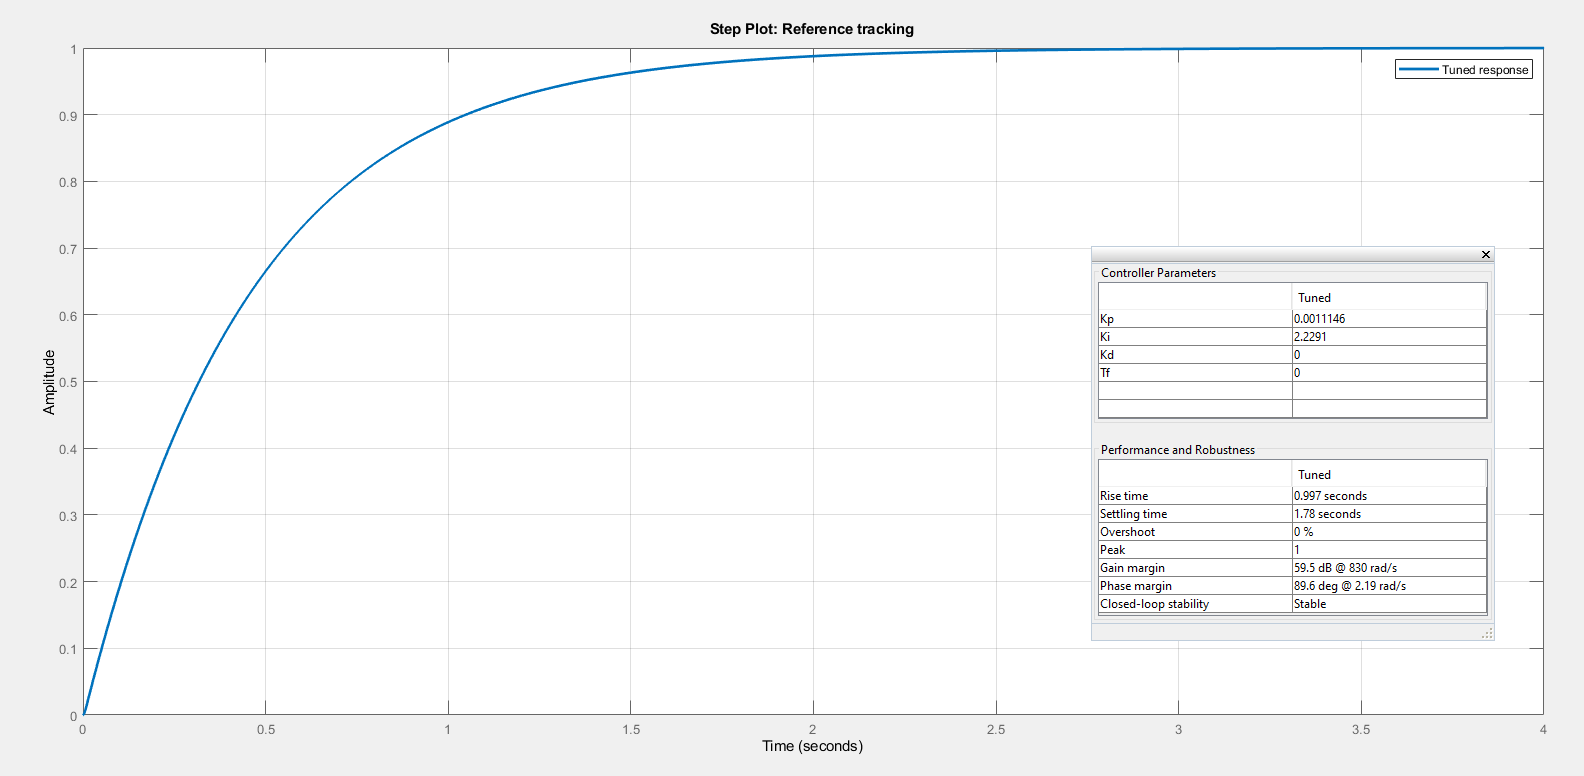 Step Plot: Reference tracking
Tuned response
Amplitude
1
0.9
0.8
0.7
0.6
0.5
0.4
0.3
0.2
0.1
0
0 0.5 1 1.5 2 2.5 3 3.5 4
Time (seconds)
Controller Parameters
Tuned
Kp 0.0011146
Ki 2.2291
Kd 0
Tf 0
Performance and Robustness
Tuned
Rise time 0.997 seconds
Settling time 1.78 seconds
Overshoot 0 %
Peak 1
Gain margin 59.5 dB @ 830 rad/s
Phase margin 89.6 deg @ 2.19 rad/s
Closed-loop stability Stable